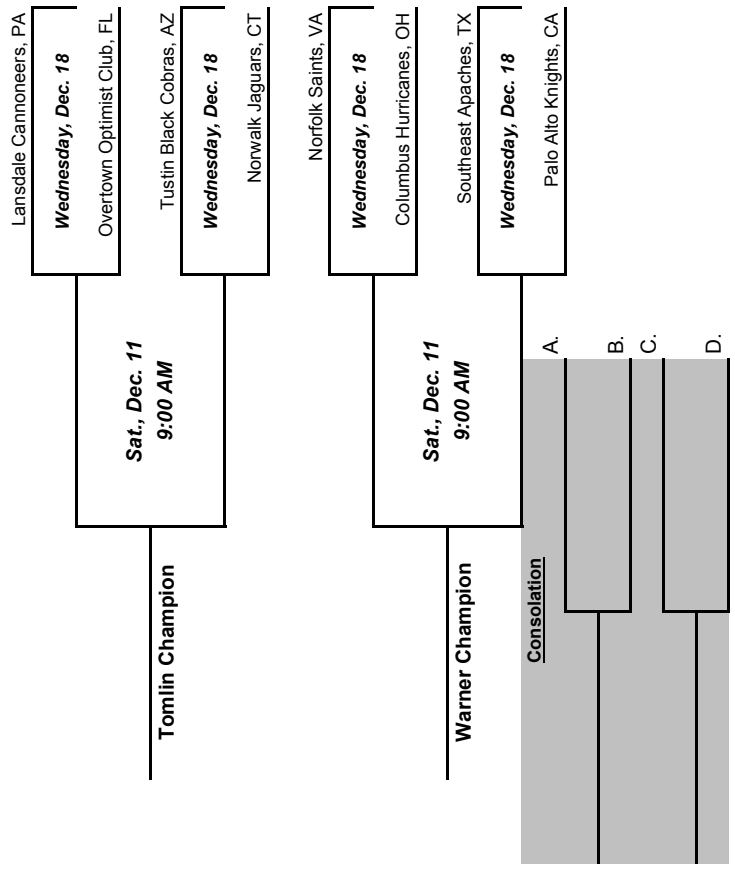 Lansdale Cannoneers, PA
Wednesday, Dec. 18
Overtown Optimist Club, FL
Tustin Black Cobras, AZ
Wednesday, Dec. 18
Norwalk Jaguars, CT
Sat., Dec. 11
9:00 AM
Tomlin Champion
Norfolk Saints, VA
Wednesday, Dec. 18
Columbus Hurricanes, OH
Southeast Apaches, TX
Wednesday, Dec. 18
Palo Alto Knights, CA
Sat., Dec. 11
9:00 AM
Warner Champion
Consolation
A.
B.
C.
D.